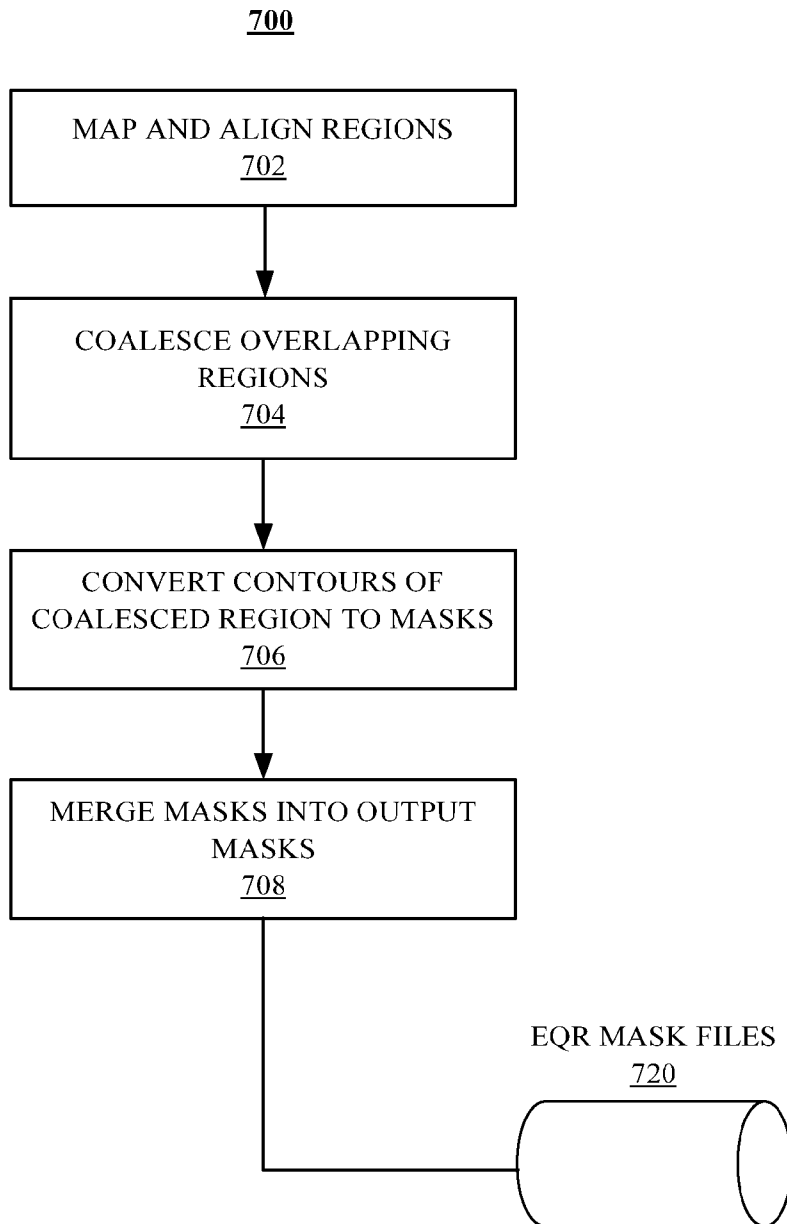 700
MAP AND ALIGN REGIONS
702
COALESCE OVERLAPPING
REGIONS
704
CONVERT CONTOURS OF
COALESCED REGION TO MASKS
706
MERGE MASKS INTO OUTPUT
MASKS
708
EQR MASK FILES
720